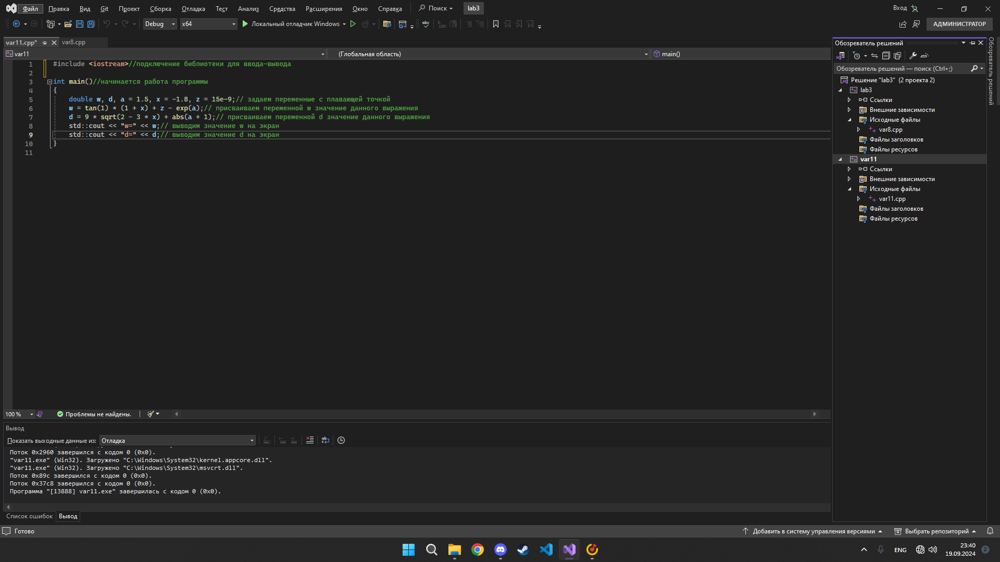 Файл Правка Вид Git Проект Сборка Отладка Тест Анализ Средства Расширения Окно Справка Поиск lab3 Вход
Debug x64 Локальный отладчик Windows АДМИНИСТРАТОР
var11.cpp* var8.cpp
var11 (Глобальная область) main()
1 #include <iostream>//подключение библиотеки для ввода-вывода
2
3 int main()//начинается работа программы
4 {
5 double w, d, a = 1.5, x = -1.8, z = 15e-9;// задаем переменные с плавающей точкой
6 w = tan(1) * (1 + x) + z - exp(a);// присваиваем переменной w значение данного выражения
7 d = 9 * sqrt(2 - 3 * x) + abs(a + 1);// присваиваем переменной d значение данного выражения
8 std::cout << "w=" << w;// выводим значение w на экран
9 std::cout << "d=" << d;// выводим значение d на экран
10 }
11
100 % Проблемы не найдены.
Вывод
Показать выходные данные из: Отладка
Поток 0x2960 завершился с кодом 0 (0x0).
"var11.exe" (Win32). Загружено "C:\Windows\System32\kernel.appcore.dll".
"var11.exe" (Win32). Загружено "C:\Windows\System32\msvcrt.dll".
Поток 0x89c завершился с кодом 0 (0x0).
Поток 0x37c8 завершился с кодом 0 (0x0).
Программа "[13888] var11.exe" завершилась с кодом 0 (0x0).
Список ошибок Вывод
Обозреватель решений
Обозреватель решений — поиск (Ctrl+;)
Решение "lab3" (2 проекта 2)
lab3
Ссылки
Внешние зависимости
Исходные файлы
var8.cpp
Файлы заголовков
Файлы ресурсов
var11
Ссылки
Внешние зависимости
Исходные файлы
var11.cpp
Файлы заголовков
Файлы ресурсов
Обозреватель решений
Готово Добавить в систему управления версиями Выбрать репозиторий
ENG 23:40
19.09.2024 2